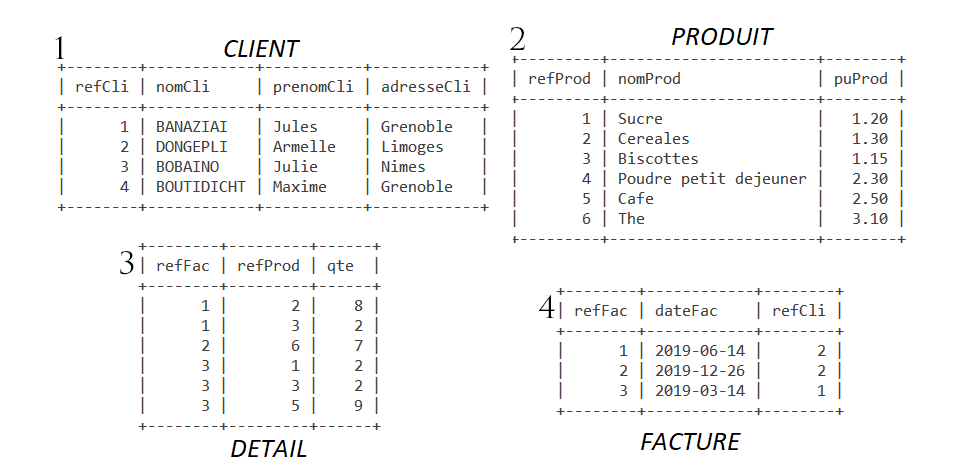 1 CLIENT
+--------+------------+-----------+------------+
| refCli | nomCli     | prenomCli | adresseCli |
+--------+------------+-----------+------------+
|      1 | BANAZIAI   | Jules     | Grenoble   |
|      2 | DONGEPLI   | Armelle   | Limoges    |
|      3 | BOBAINO    | Julie     | Nimes      |
|      4 | BOUTIDICHT | Maxime    | Grenoble   |
+--------+------------+-----------+------------+
2 PRODUIT
+---------+-----------------------+--------+
| refProd | nomProd               | puProd |
+---------+-----------------------+--------+
|       1 | Sucre                 |   1.20 |
|       2 | Cereales              |   1.30 |
|       3 | Biscottes             |   1.15 |
|       4 | Poudre petit dejeuner |   2.30 |
|       5 | Cafe                  |   2.50 |
|       6 | The                   |   3.10 |
+---------+-----------------------+--------+
3
+--------+---------+------+
| refFac | refProd | qte  |
+--------+---------+------+
|      1 |       2 |    8 |
|      1 |       3 |    2 |
|      2 |       6 |    7 |
|      3 |       1 |    2 |
|      3 |       3 |    2 |
|      3 |       5 |    9 |
+--------+---------+------+
DETAIL
4
+--------+------------+--------+
| refFac | dateFac    | refCli |
+--------+------------+--------+
|      1 | 2019-06-14 |      2 |
|      2 | 2019-12-26 |      2 |
|      3 | 2019-03-14 |      1 |
+--------+------------+--------+
FACTURE